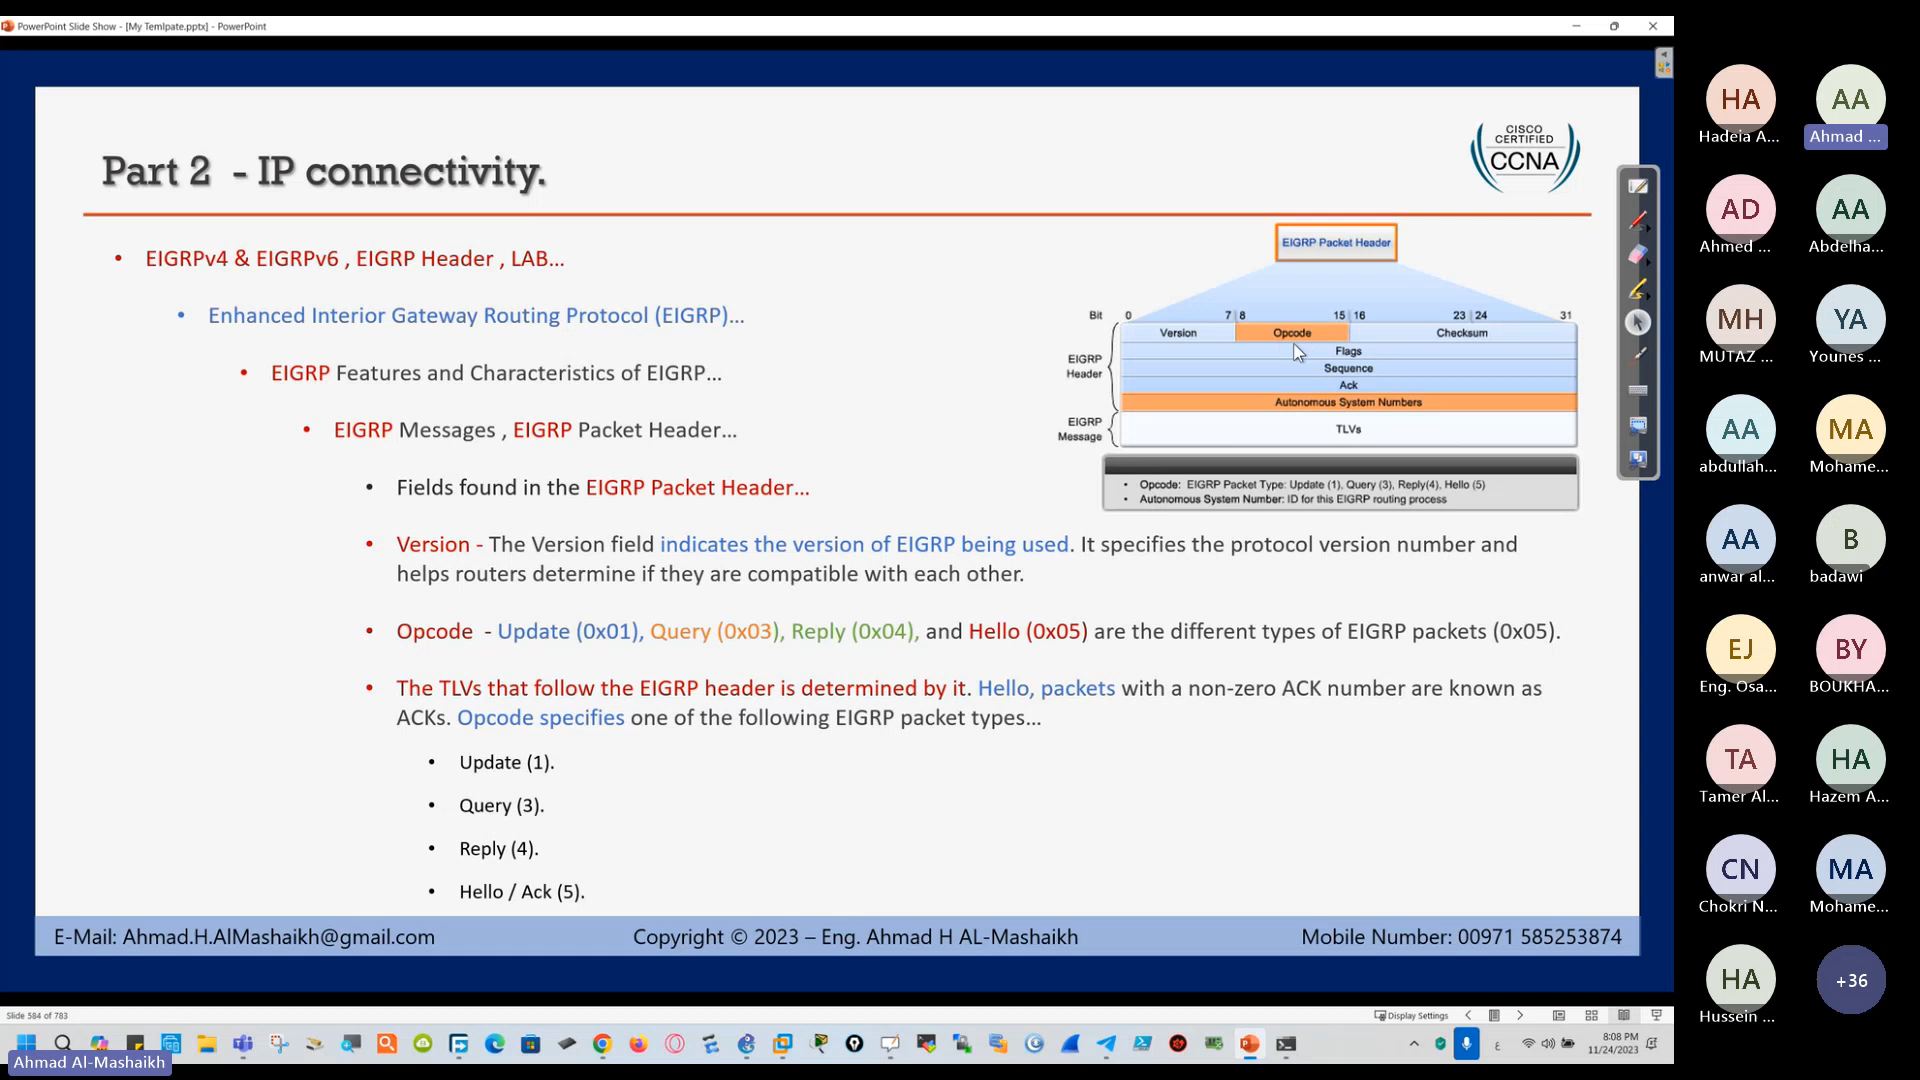 PowerPoint Slide Show - [My Temlpate.pptx] - PowerPoint
CISCO
CERTIFIED
CCNA
Part 2 - IP connectivity.
• EIGRPv4 & EIGRPv6 , EIGRP Header , LAB...
• Enhanced Interior Gateway Routing Protocol (EIGRP)...
• EIGRP Features and Characteristics of EIGRP...
• EIGRP Messages , EIGRP Packet Header...
• Fields found in the EIGRP Packet Header...
EIGRP Packet Header
Bit 0 7 8 15 16 23 24 31
Version Opcode Checksum
EIGRP
Header
Flags
Sequence
Ack
Autonomous System Numbers
EIGRP
Message
TLVs
• Opcode: EIGRP Packet Type: Update (1), Query (3), Reply(4), Hello (5)
• Autonomous System Number: ID for this EIGRP routing process
• Version - The Version field indicates the version of EIGRP being used. It specifies the protocol version number and
helps routers determine if they are compatible with each other.
• Opcode - Update (0x01), Query (0x03), Reply (0x04), and Hello (0x05) are the different types of EIGRP packets (0x05).
• The TLVs that follow the EIGRP header is determined by it. Hello, packets with a non-zero ACK number are known as
ACKs. Opcode specifies one of the following EIGRP packet types...
• Update (1).
• Query (3).
• Reply (4).
• Hello / Ack (5).
E-Mail: Ahmad.H.AlMashaikh@gmail.com Copyright © 2023 – Eng. Ahmad H AL-Mashaikh Mobile Number: 00971 585253874
Slide 584 of 783
Display Settings
8:08 PM
11/24/2023
ع
Ahmad Al-Mashaikh
HA AA
Hadeia A... Ahmad ...
AD AA
Ahmed ... Abdelha...
MH YA
MUTAZ ... Younes ...
AA MA
abdullah... Mohame...
AA B
anwar al... badawi
EJ BY
Eng. Osa... BOUKHA...
TA HA
Tamer Al... Hazem A...
CN MA
Chokri N... Mohame...
HA +36
Hussein ...